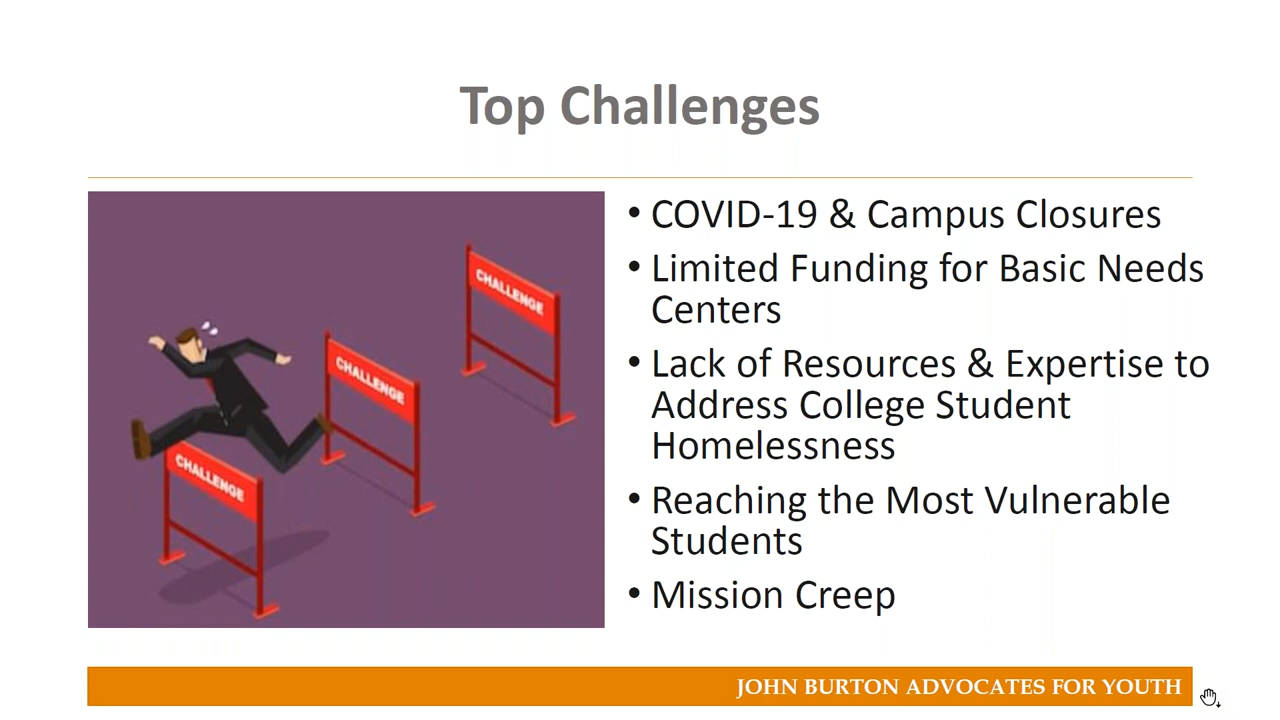 Top Challenges
CHALLENGE
CHALLENGE
CHALLENGE
• COVID-19 & Campus Closures
• Limited Funding for Basic Needs
Centers
• Lack of Resources & Expertise to
Address College Student
Homelessness
• Reaching the Most Vulnerable
Students
• Mission Creep
JOHN BURTON ADVOCATES FOR YOUTH